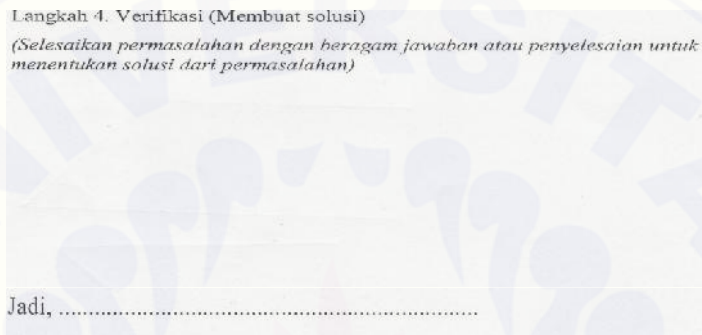 Langkah 4. Verifikasi (Membuat solusi)
(Selesaikan permasalahan dengan beragam jawaban atau penyelesaian untuk
menentukan solusi dari permasalahan)
Jadi, ......................................................................